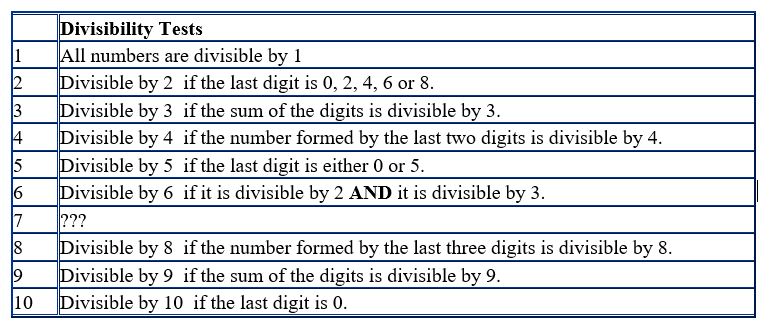 Divisibility Tests
1 All numbers are divisible by 1
2 Divisible by 2 if the last digit is 0, 2, 4, 6 or 8.
3 Divisible by 3 if the sum of the digits is divisible by 3.
4 Divisible by 4 if the number formed by the last two digits is divisible by 4.
5 Divisible by 5 if the last digit is either 0 or 5.
6 Divisible by 6 if it is divisible by 2 AND it is divisible by 3.
7 ???
8 Divisible by 8 if the number formed by the last three digits is divisible by 8.
9 Divisible by 9 if the sum of the digits is divisible by 9.
10 Divisible by 10 if the last digit is 0.